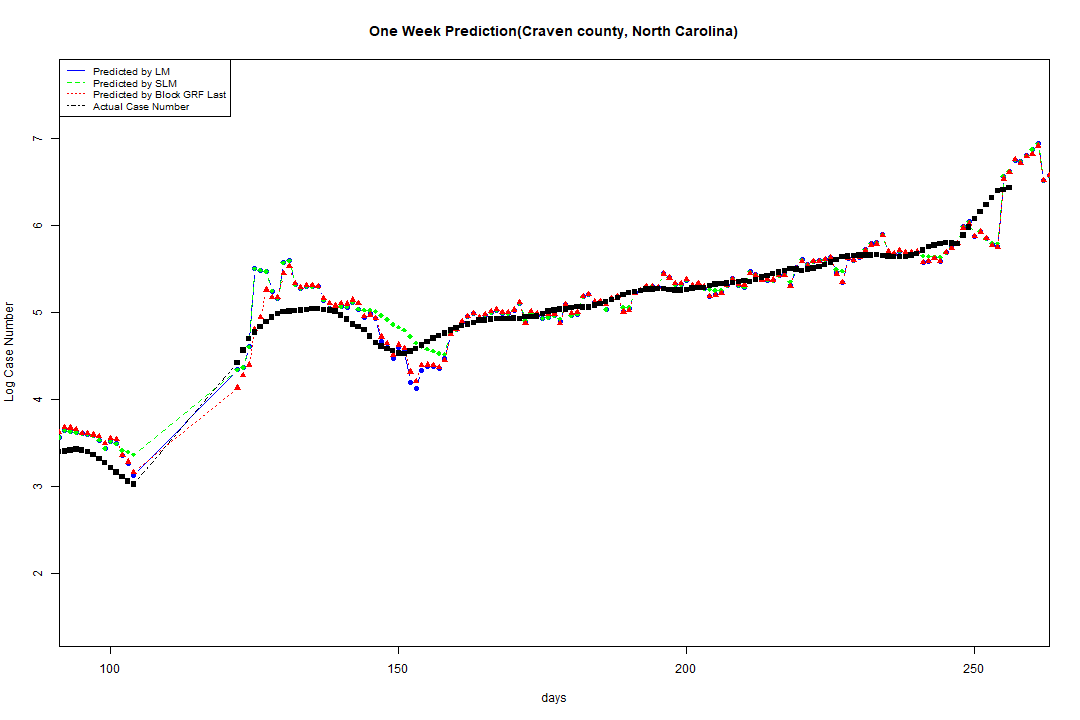 One Week Prediction(Craven county, North Carolina)
Predicted by LM
Predicted by SLM
Predicted by Block GRF Last
Actual Case Number
7
6
5
4
3
2
Log Case Number
100
150
200
250
days